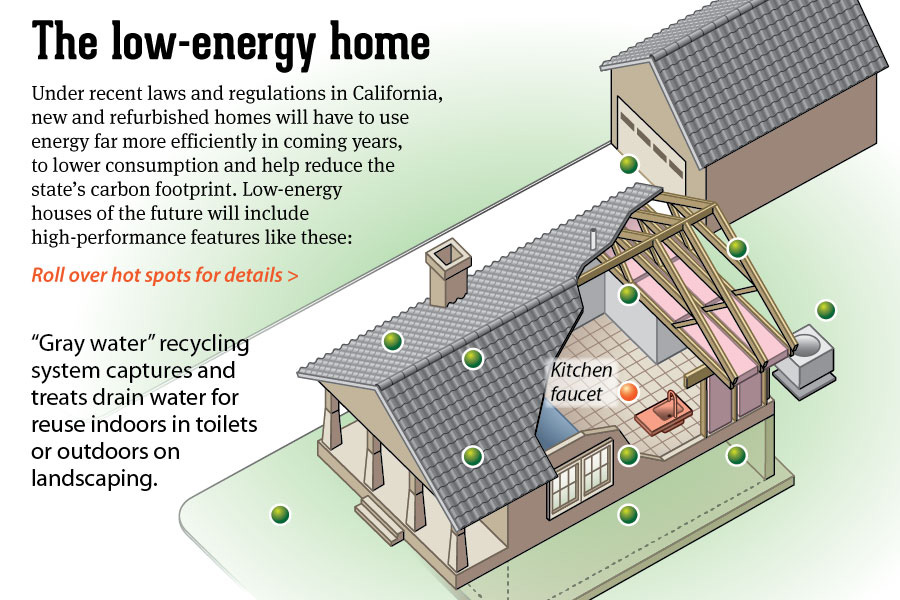 The low-energy home
Under recent laws and regulations in California,
new and refurbished homes will have to use
energy far more efficiently in coming years,
to lower consumption and help reduce the
state’s carbon footprint. Low-energy
houses of the future will include
high-performance features like these:
Roll over hot spots for details >
“Gray water” recycling
system captures and
treats drain water for
reuse indoors in toilets
or outdoors on
landscaping.
Kitchen
faucet